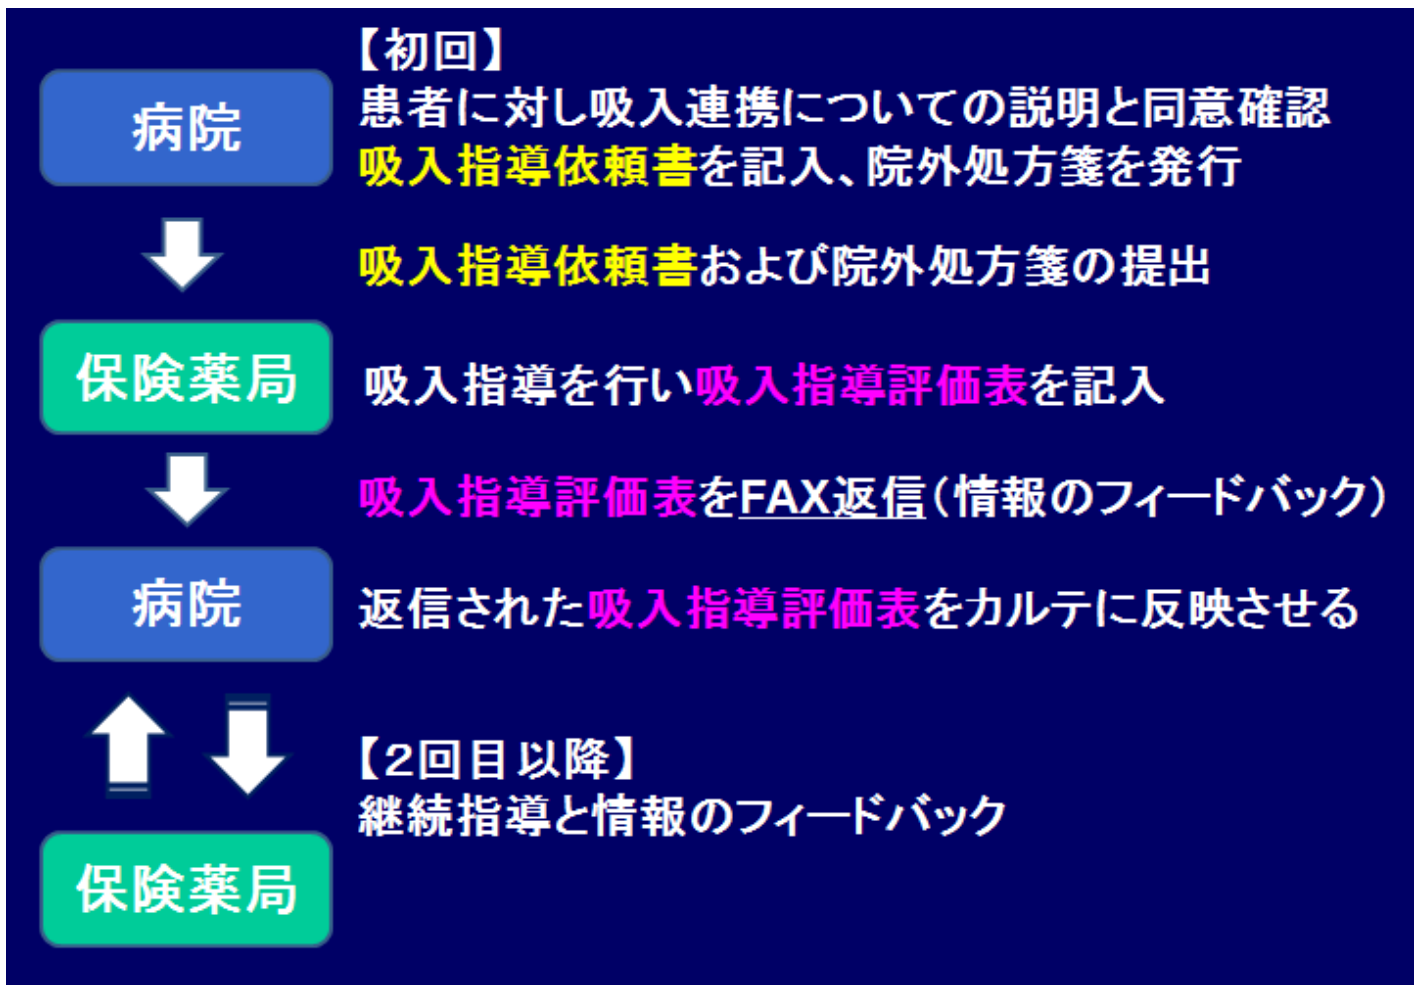 【初回】
病院
患者に対し吸入連携についての説明と同意確認
吸入指導依頼書を記入、院外処方箋を発行
吸入指導依頼書および院外処方箋の提出
保険薬局
吸入指導を行い吸入指導評価表を記入
吸入指導評価表をFAX返信(情報のフィードバック)
病院
返信された吸入指導評価表をカルテに反映させる
【2回目以降】
継続指導と情報のフィードバック
保険薬局